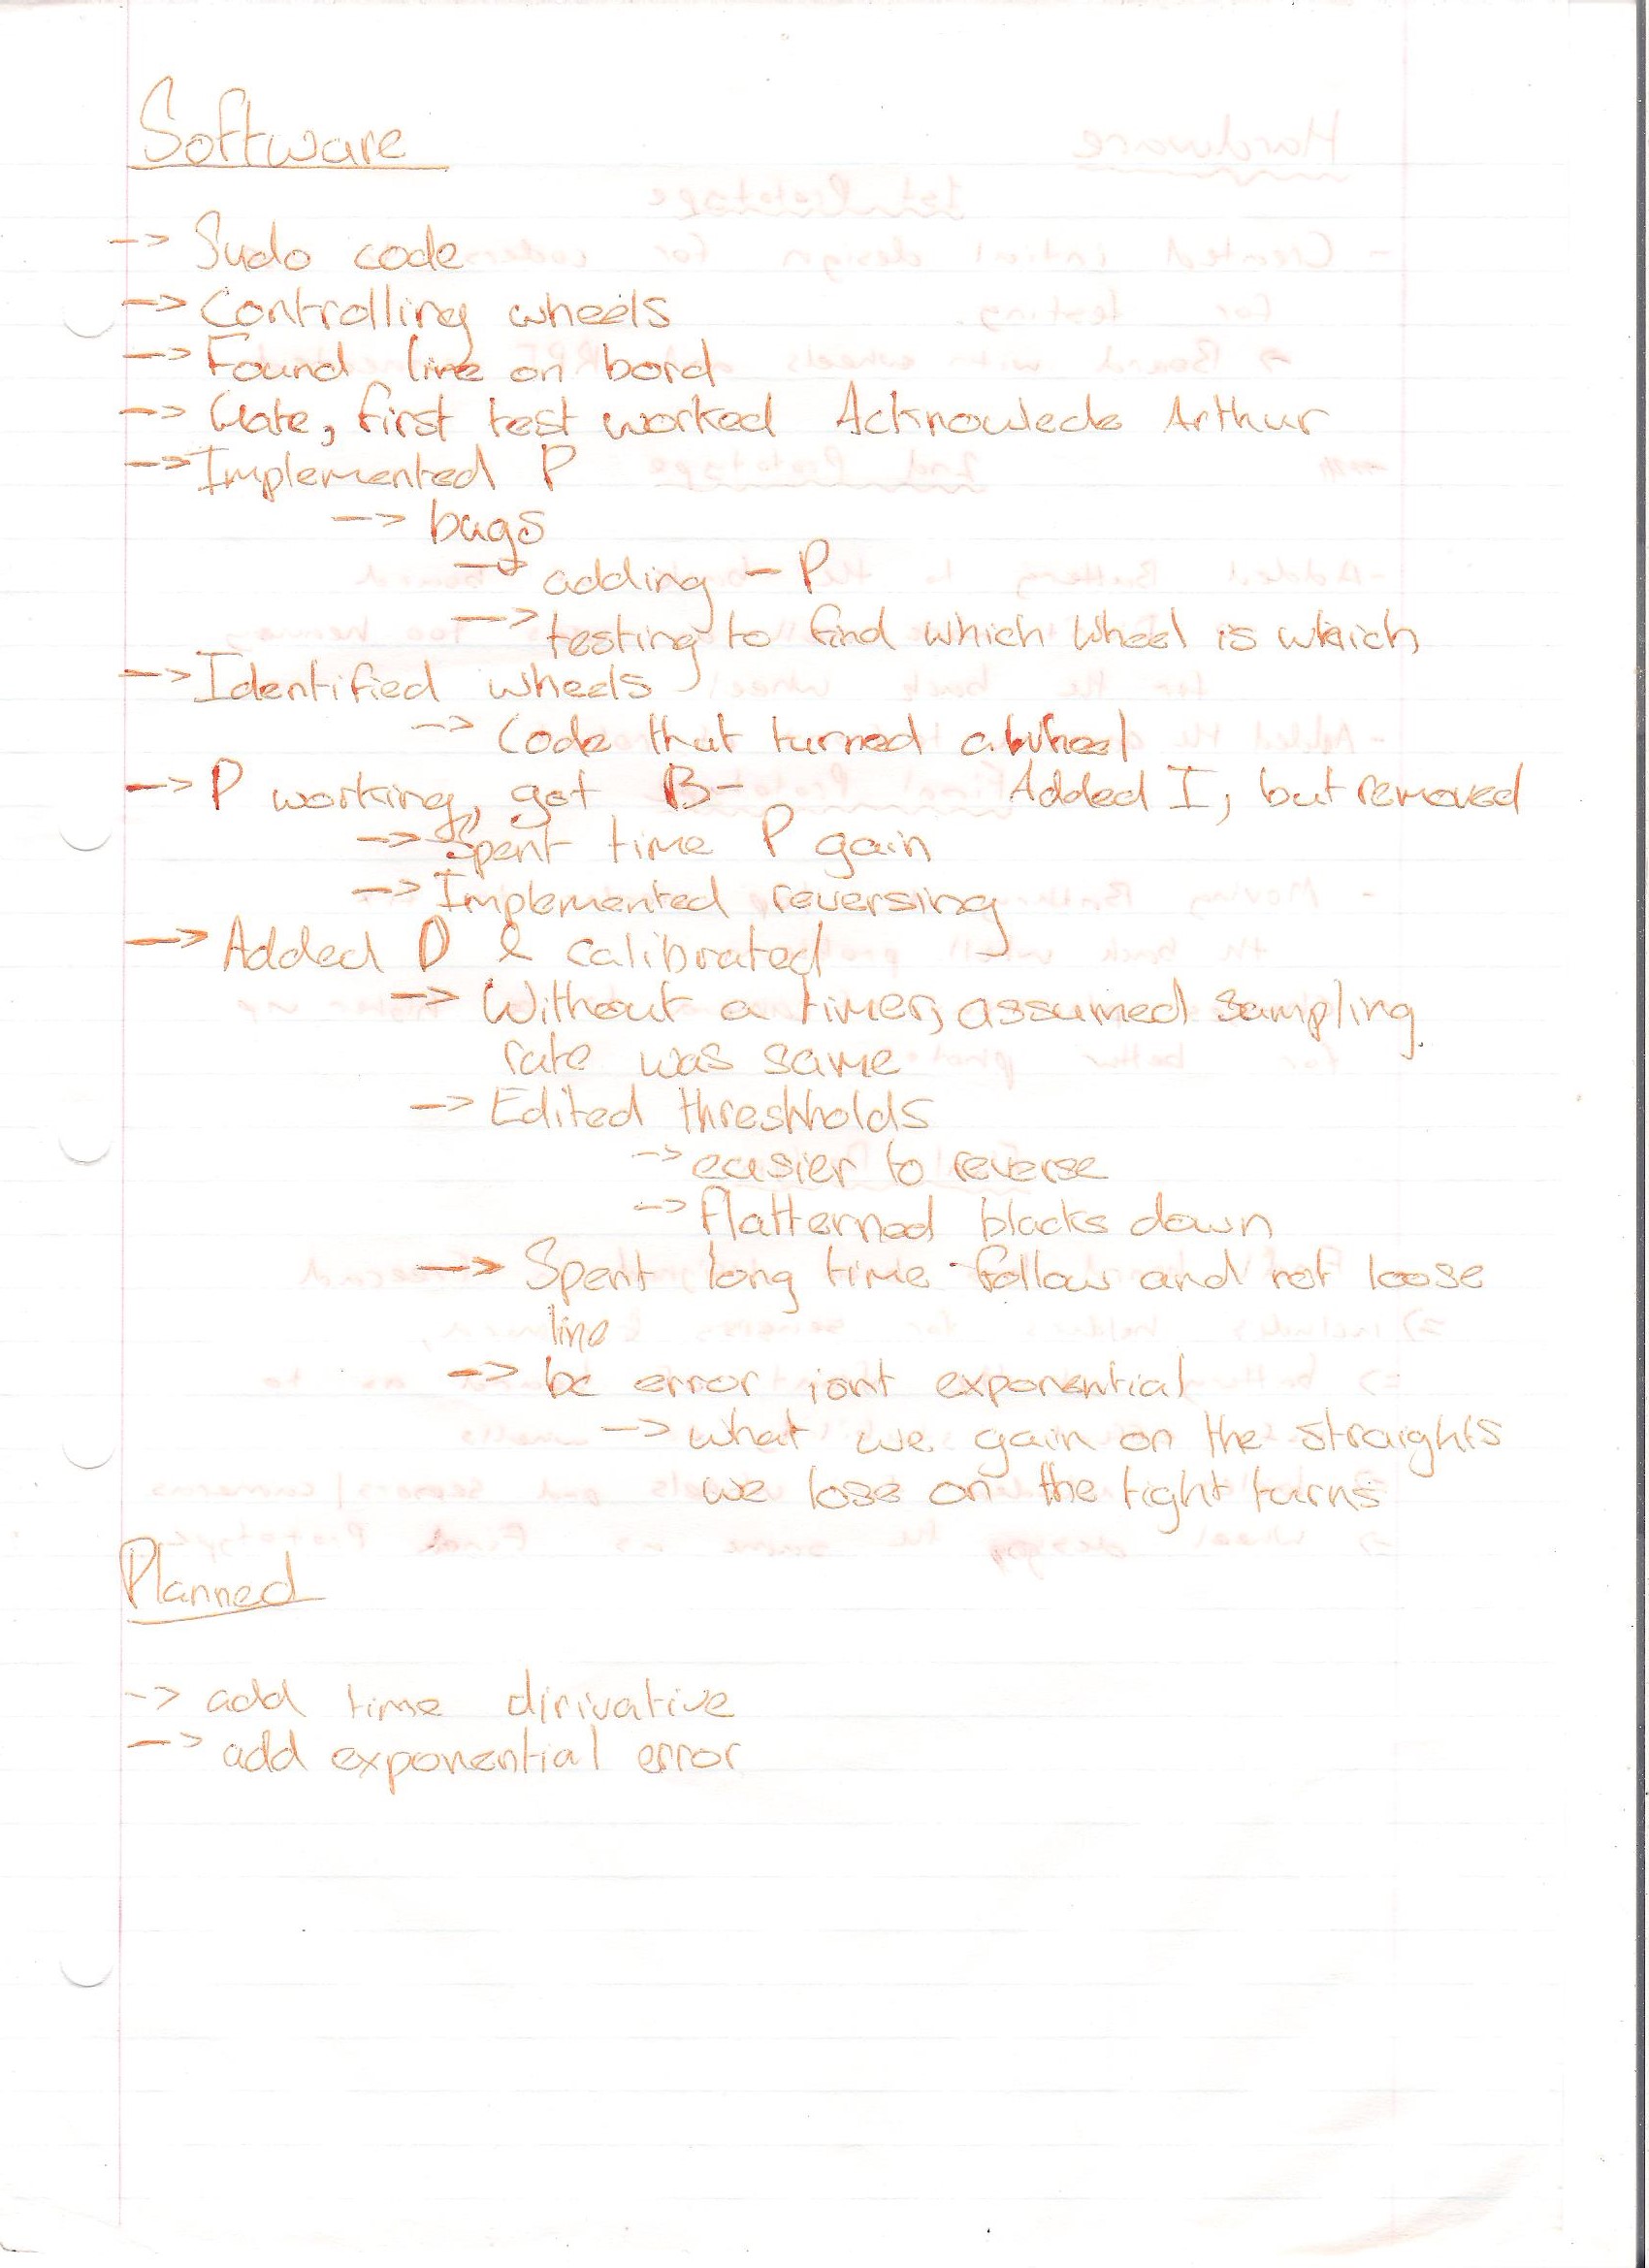 Software
-> Sudo code
-> Controlling wheels
-> Found line on bord
-> Gate, first test worked Acknowlede Arthur
-> Implemented P
-> bugs
-> adding - P
-> testing to find which wheel is which
-> Identified wheels
-> Code that turned a wheel
-> P working, got B- Added I, but removed
-> Spent time P gain
-> Implemented reversing
-> Added D & calibrated
-> Without a timer, assumed sampling
rate was same
-> Edited thresholds
-> easier to reverse
-> flatterned blacks down
-> Spent long time follow and not loose
line
-> bc error isnt exponential
-> what we gain on the straights
we lose on the tight turns
Planned
-> add time dirivative
-> add exponential error